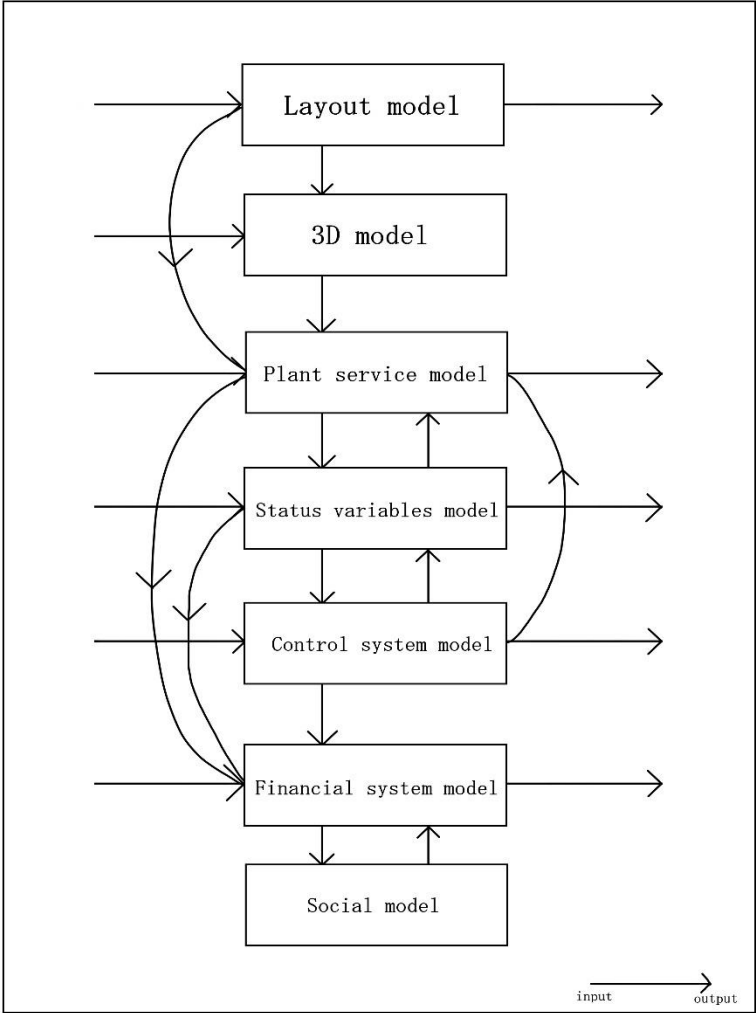 Layout model
3D model
Plant service model
Status variables model
Control system model
Financial system model
Social model
input
output